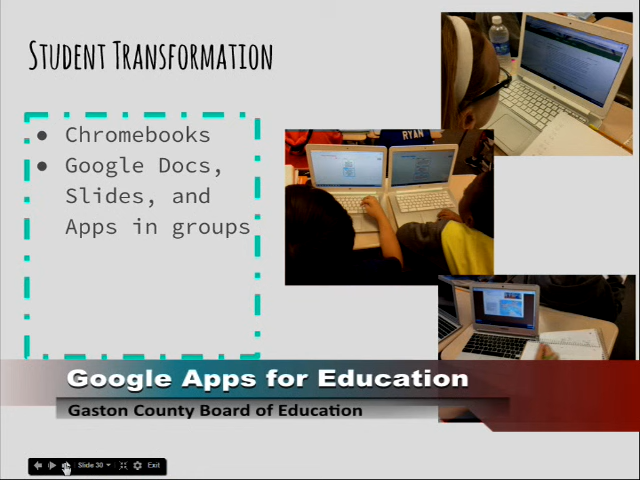 STUDENT TRANSFORMATION
● Chromebooks
● Google Docs,
Slides, and
Apps in groups
RYAN
Google Apps for Education
Gaston County Board of Education
Slide 30
Exit